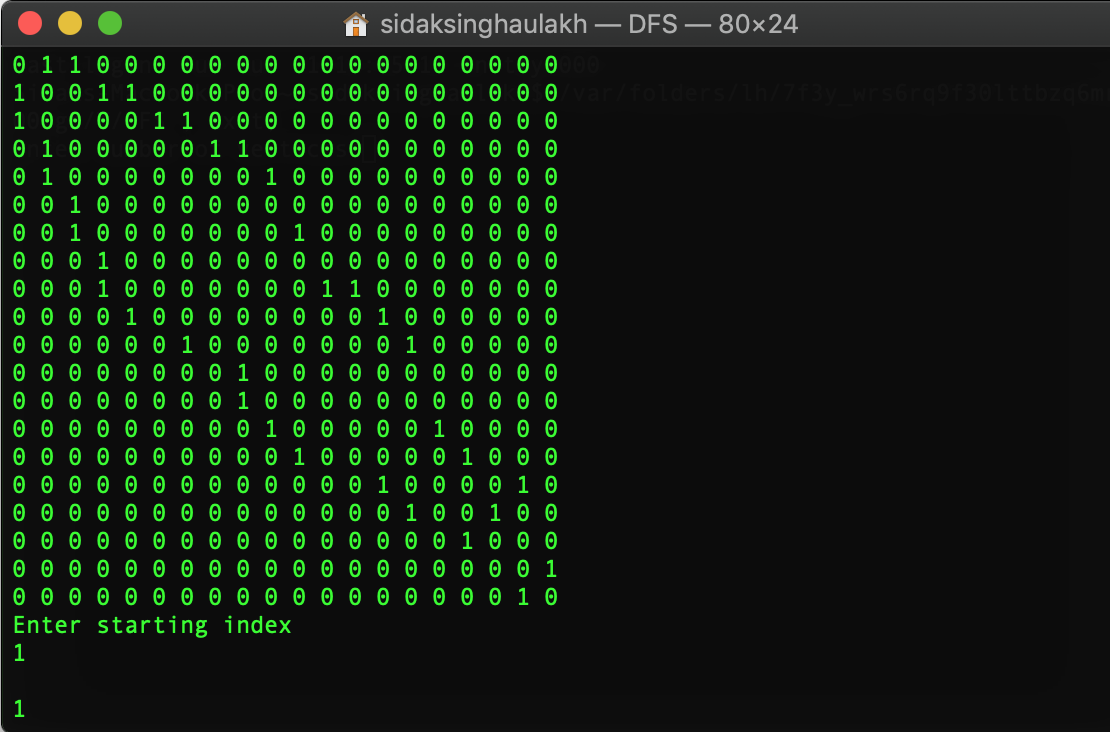 sidaksinghaulakh — DFS — 80×24
0 1 1 0 0 0 0 0 0 0 0 0 0 0 0 0 0 0 0 0
1 0 0 1 1 0 0 0 0 0 0 0 0 0 0 0 0 0 0 0
1 0 0 0 0 1 1 0 0 0 0 0 0 0 0 0 0 0 0 0
0 1 0 0 0 0 0 1 1 0 0 0 0 0 0 0 0 0 0 0
0 1 0 0 0 0 0 0 0 1 0 0 0 0 0 0 0 0 0 0
0 0 1 0 0 0 0 0 0 0 0 0 0 0 0 0 0 0 0 0
0 0 1 0 0 0 0 0 0 0 1 0 0 0 0 0 0 0 0 0
0 0 0 1 0 0 0 0 0 0 0 0 0 0 0 0 0 0 0 0
0 0 0 1 0 0 0 0 0 0 0 1 1 0 0 0 0 0 0 0
0 0 0 0 1 0 0 0 0 0 0 0 0 1 0 0 0 0 0 0
0 0 0 0 0 0 1 0 0 0 0 0 0 0 1 0 0 0 0 0
0 0 0 0 0 0 0 0 1 0 0 0 0 0 0 0 0 0 0 0
0 0 0 0 0 0 0 0 1 0 0 0 0 0 0 0 0 0 0 0
0 0 0 0 0 0 0 0 0 1 0 0 0 0 0 1 0 0 0 0
0 0 0 0 0 0 0 0 0 0 1 0 0 0 0 0 1 0 0 0
0 0 0 0 0 0 0 0 0 0 0 0 0 1 0 0 0 0 1 0
0 0 0 0 0 0 0 0 0 0 0 0 0 0 1 0 0 1 0 0
0 0 0 0 0 0 0 0 0 0 0 0 0 0 0 0 1 0 0 0
0 0 0 0 0 0 0 0 0 0 0 0 0 0 0 0 0 0 0 1
0 0 0 0 0 0 0 0 0 0 0 0 0 0 0 0 0 0 1 0
Enter starting index
1
1